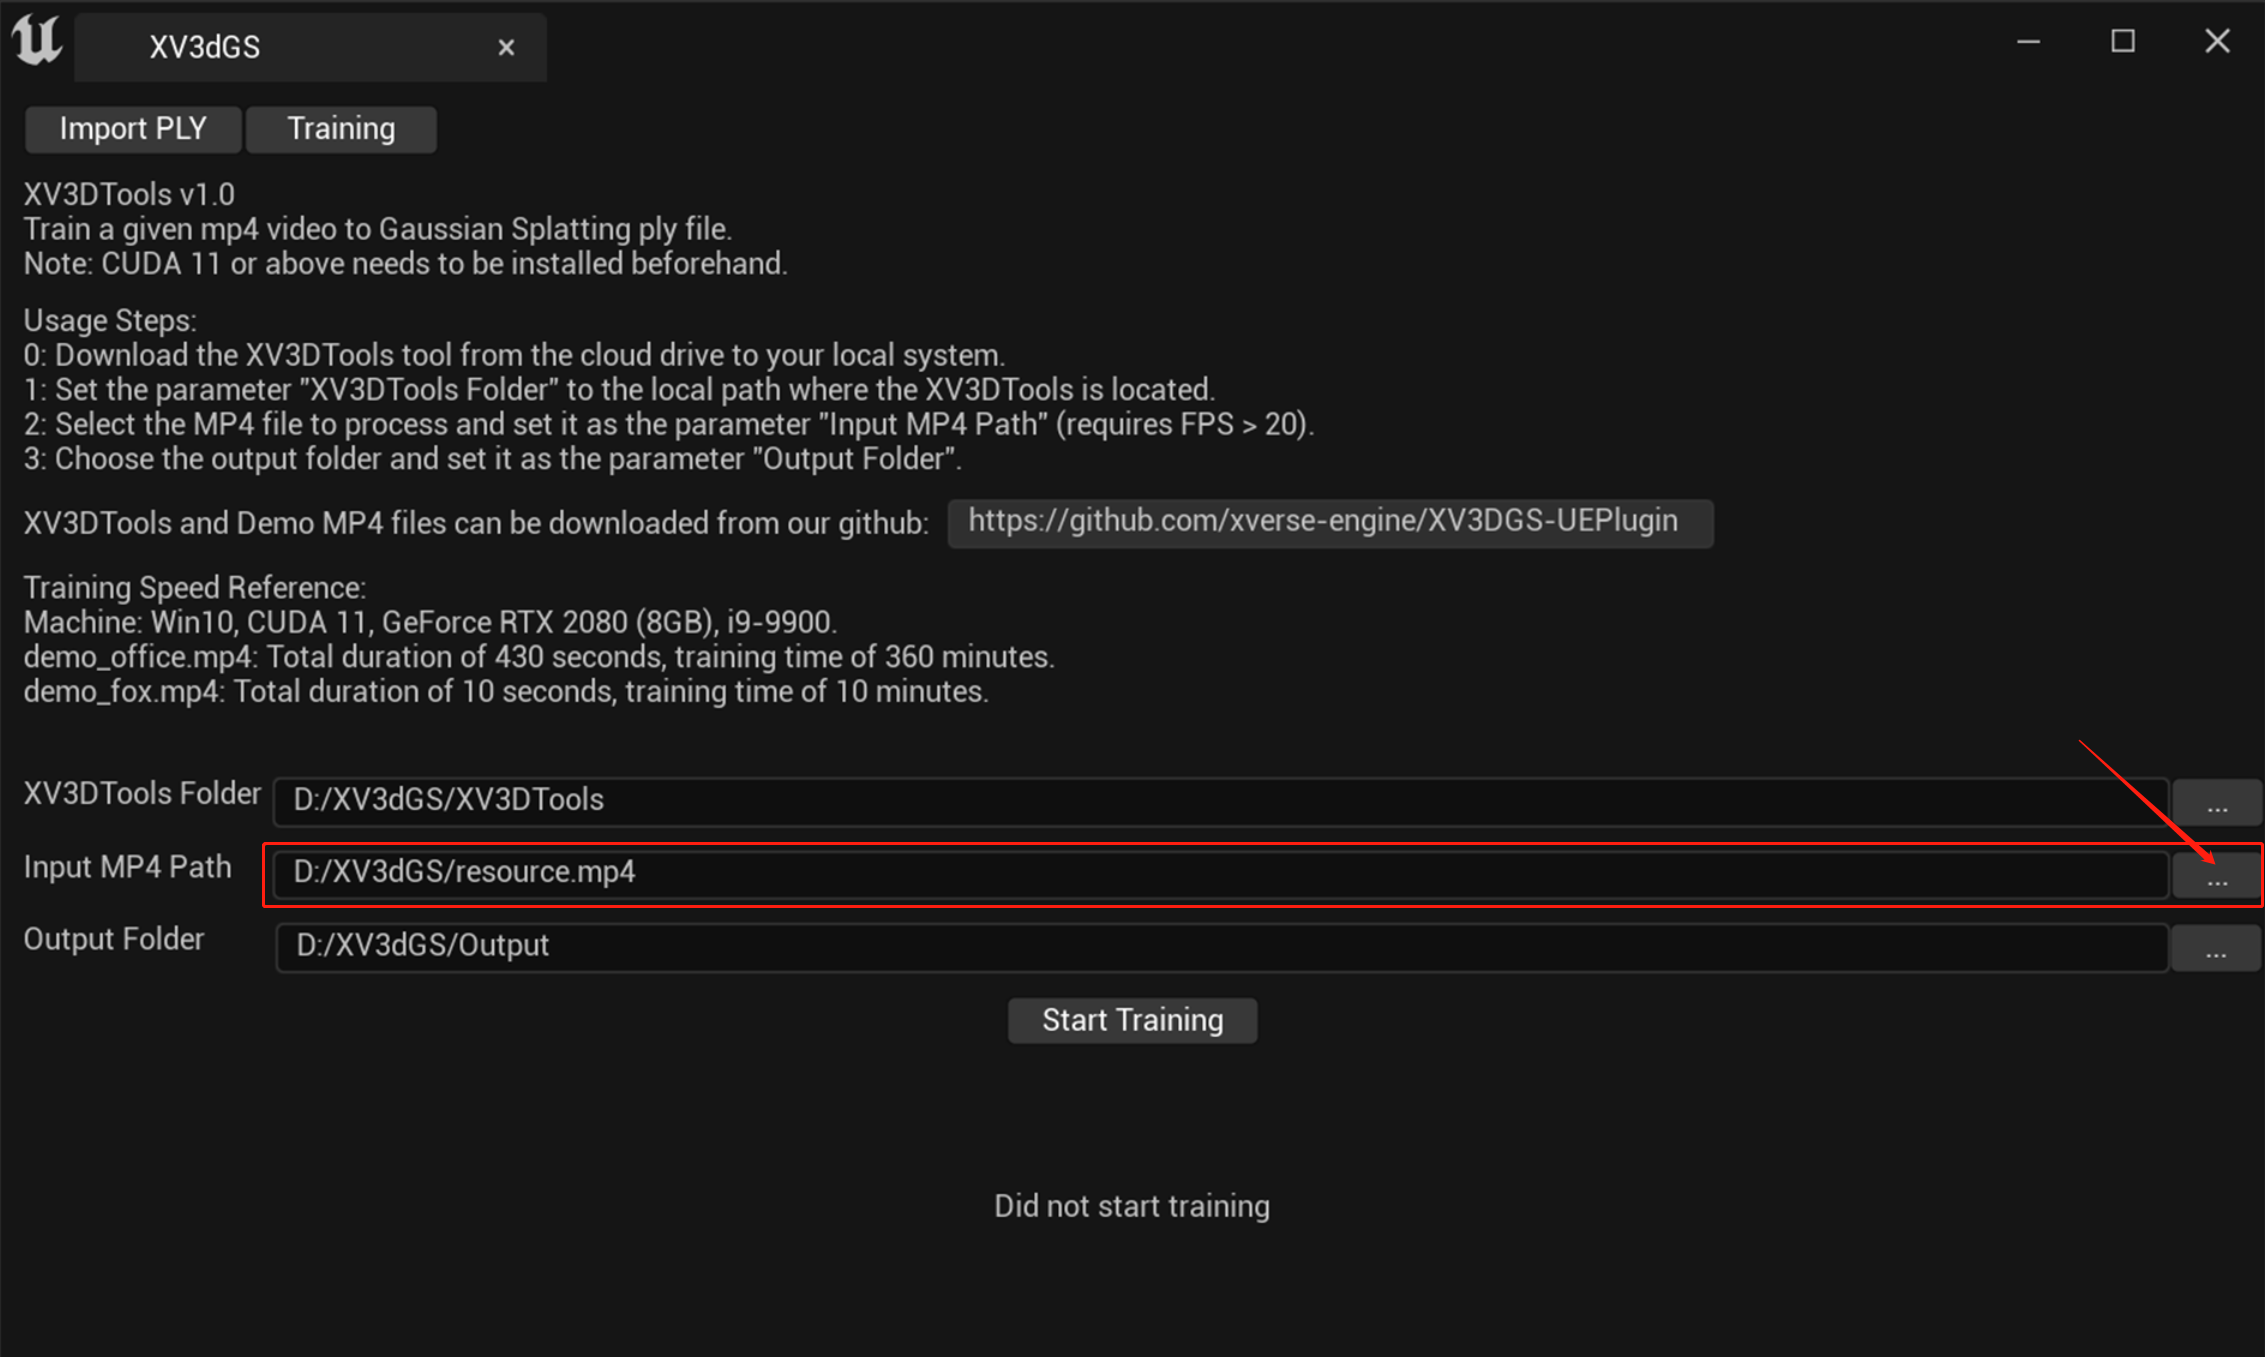 XV3dGS
Import PLY
Training
XV3DTools v1.0
Train a given mp4 video to Gaussian Splatting ply file.
Note: CUDA 11 or above needs to be installed beforehand.
Usage Steps:
0: Download the XV3DTools tool from the cloud drive to your local system.
1: Set the parameter "XV3DTools Folder" to the local path where the XV3DTools is located.
2: Select the MP4 file to process and set it as the parameter "Input MP4 Path" (requires FPS > 20).
3: Choose the output folder and set it as the parameter "Output Folder".
XV3DTools and Demo MP4 files can be downloaded from our github: https://github.com/xverse-engine/XV3DGS-UEPlugin
Training Speed Reference:
Machine: Win10, CUDA 11, GeForce RTX 2080 (8GB), i9-9900.
demo_office.mp4: Total duration of 430 seconds, training time of 360 minutes.
demo_fox.mp4: Total duration of 10 seconds, training time of 10 minutes.
XV3DTools Folder D:/XV3dGS/XV3DTools ...
Input MP4 Path D:/XV3dGS/resource.mp4 ...
Output Folder D:/XV3dGS/Output ...
Start Training
Did not start training